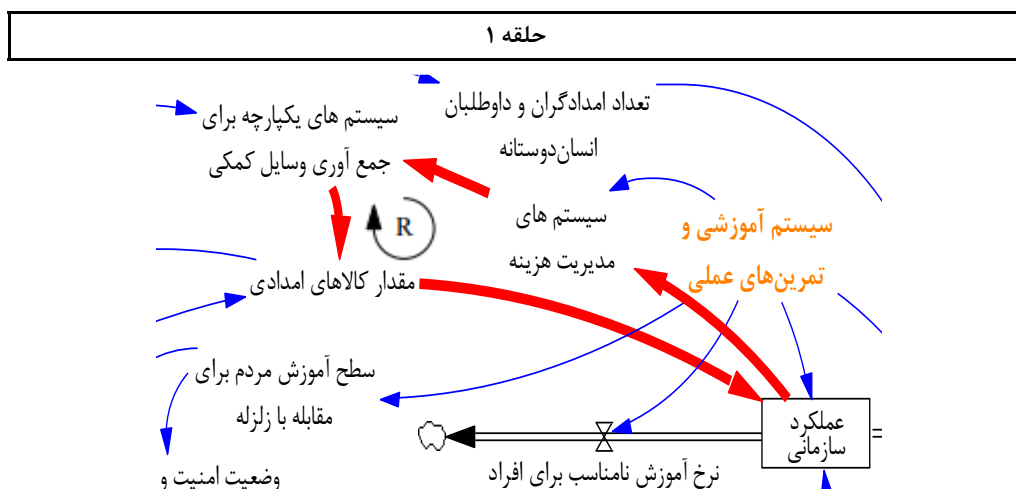 حلقه ۱
تعداد امدادگران و داوطلبان
انسان‌دوستانه
سیستم های یکپارچه برای
جمع آوری وسایل کمکی
سیستم های
مدیریت هزینه
سیستم آموزشی و
تمرین‌های عملی
R
مقدار کالاهای امدادی
سطح آموزش مردم برای
مقابله با زلزله
عملکرد
سازمانی
نرخ آموزش نامناسب برای افراد
وضعیت امنیت و